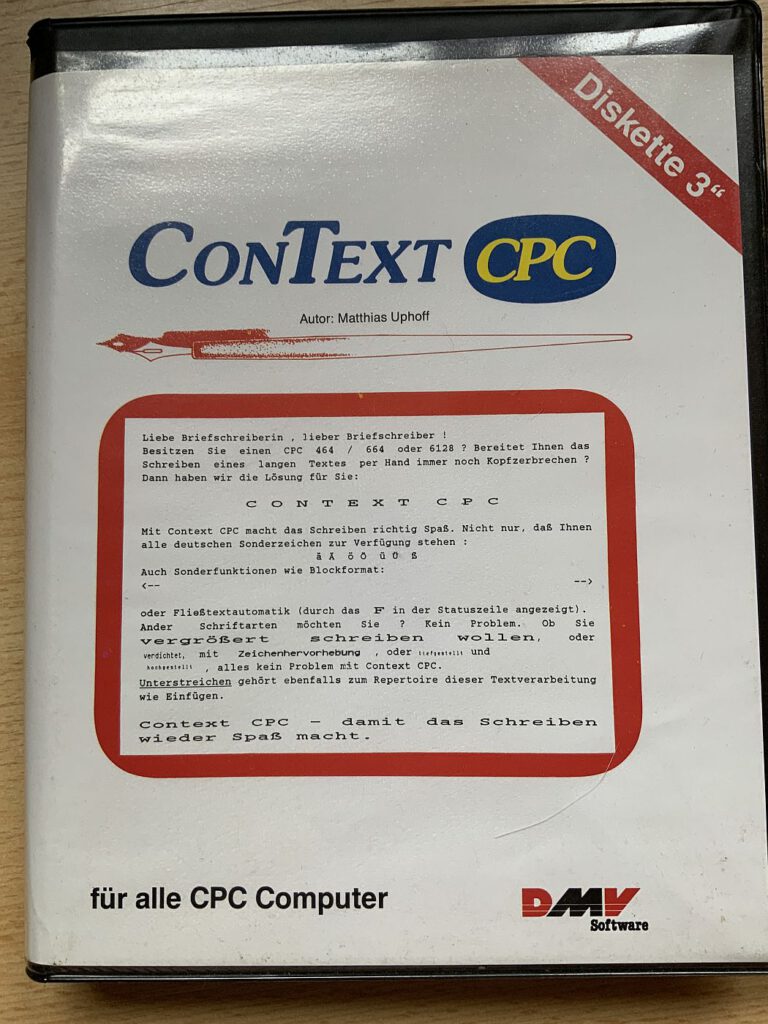 Diskette 3“
CONTEXT CPC
Autor: Matthias Uphoff
Liebe Briefschreiberin , lieber Briefschreiber !
Besitzen Sie einen CPC 464 / 664 oder 6128 ? Bereitet Ihnen das
Schreiben eines langen Textes per Hand immer noch Kopfzerbrechen ?
Dann haben wir die Lösung für Sie:
C O N T E X T C P C
Mit Context CPC macht das Schreiben richtig Spaß. Nicht nur, daß Ihnen
alle deutschen Sonderzeichen zur Verfügung stehen :
ä Ä ö Ö ü Ü ß
Auch Sonderfunktionen wie Blockformat:
<-- -->
oder Fließtextautomatik (durch das F in der Statuszeile angezeigt).
Ander Schriftarten möchten Sie ? Kein Problem. Ob Sie
vergrößert schreiben wollen, oder
verdichtet, mit Zeichenhervorhebung , oder tiefgestellt und
hochgestellt , alles kein Problem mit Context CPC.
Unterstreichen gehört ebenfalls zum Repertoire dieser Textverarbeitung
wie Einfügen.
Context CPC – damit das Schreiben
wieder Spaß macht.
für alle CPC Computer
DMV
Software